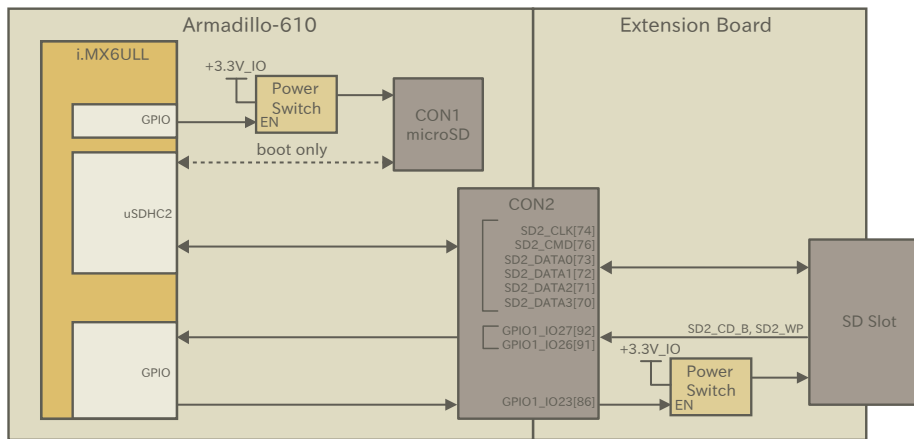 Armadillo-610
Extension Board
i.MX6ULL
+3.3V_IO
Power
Switch
EN
GPIO
CON1
microSD
boot only
uSDHC2
CON2
SD2_CLK[74]
SD2_CMD[76]
SD2_DATA0[73]
SD2_DATA1[72]
SD2_DATA2[71]
SD2_DATA3[70]
GPIO1_IO27[92]
GPIO1_IO26[91]
SD2_CD_B, SD2_WP
SD Slot
+3.3V_IO
Power
Switch
EN
GPIO
GPIO1_IO23[86]